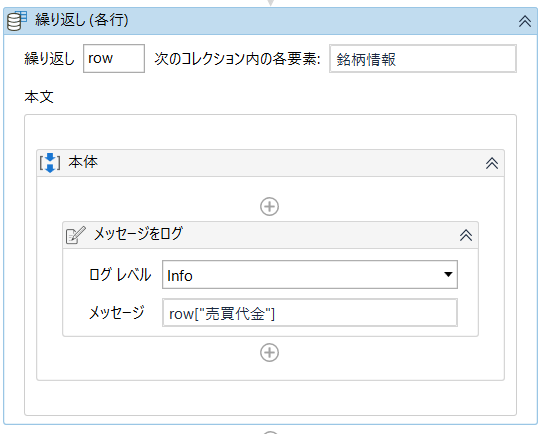 繰り返し (各行)
繰り返し row 次のコレクション内の各要素: 銘柄情報
本文
本体
メッセージをログ
ログ レベル Info
メッセージ row["売買代金"]